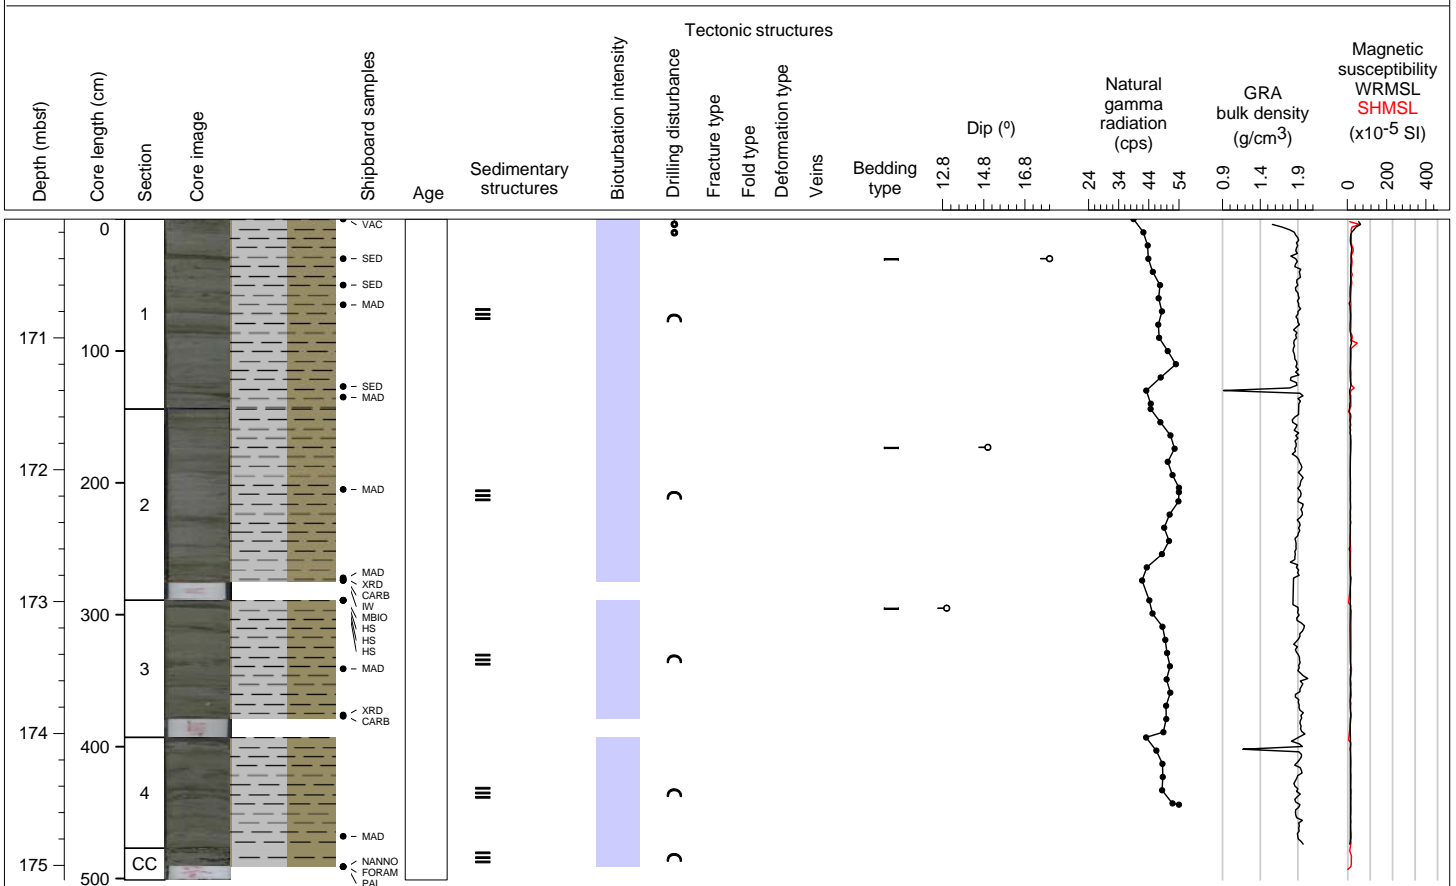 Tectonic structures
Depth (mbsf)
Core length (cm)
Section
Core image
Shipboard samples
Age
Sedimentary
structures
Bioturbation intensity
Drilling disturbance
Fracture type
Fold type
Deformation type
Veins
Bedding
type
Dip (º)
12.8 14.8 16.8
Natural
gamma
radiation
(cps)
24 34 44 54
GRA
bulk density
(g/cm3)
0.9 1.4 1.9
Magnetic
susceptibility
WRMSL
SHMSL
(x10-5 SI)
0 200 400
0
VAC
SED
SED
MAD
1
171
100
SED
MAD
172
200
MAD
2
MAD
XRD
CARB
IW
MBIO
HS
HS
HS
173
300
3
MAD
XRD
CARB
174
400
4
MAD
CC
NANNO
FORAM
PAL
175
500